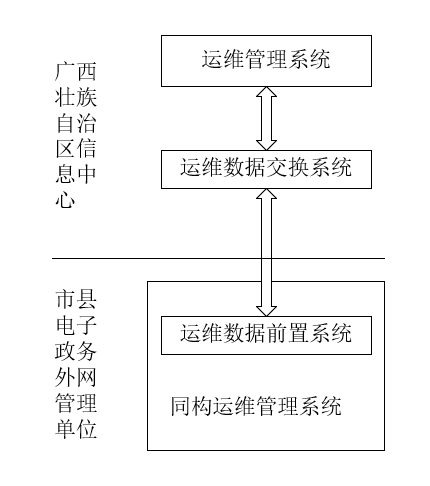 运维管理系统
广西
壮族
自治
区信
息中
心
运维数据交换系统
市县
电子
政务
外网
管理
单位
运维数据前置系统
同构运维管理系统